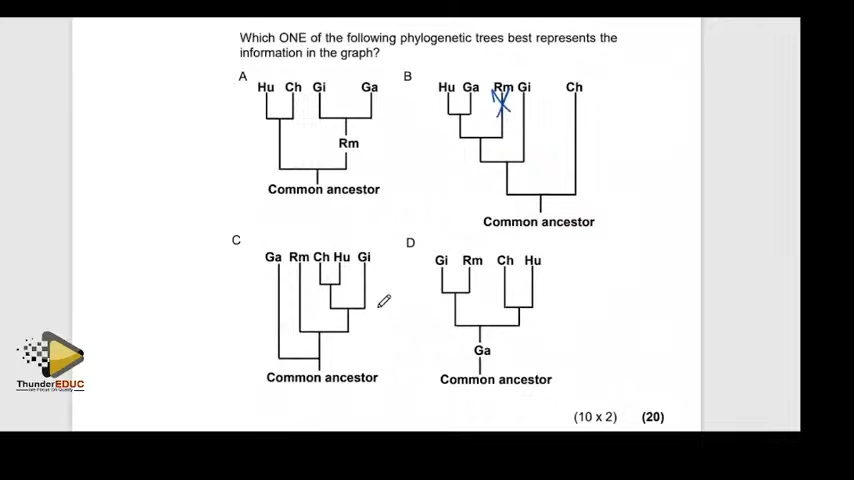 Which ONE of the following phylogenetic trees best represents the
information in the graph?
A
Hu Ch Gi Ga
Rm
Common ancestor
B
Hu Ga Rm Gi Ch
Common ancestor
C
Ga Rm Ch Hu Gi
Common ancestor
D
Gi Rm Ch Hu
Ga
Common ancestor
ThunderEDUC
(10 x 2) (20)